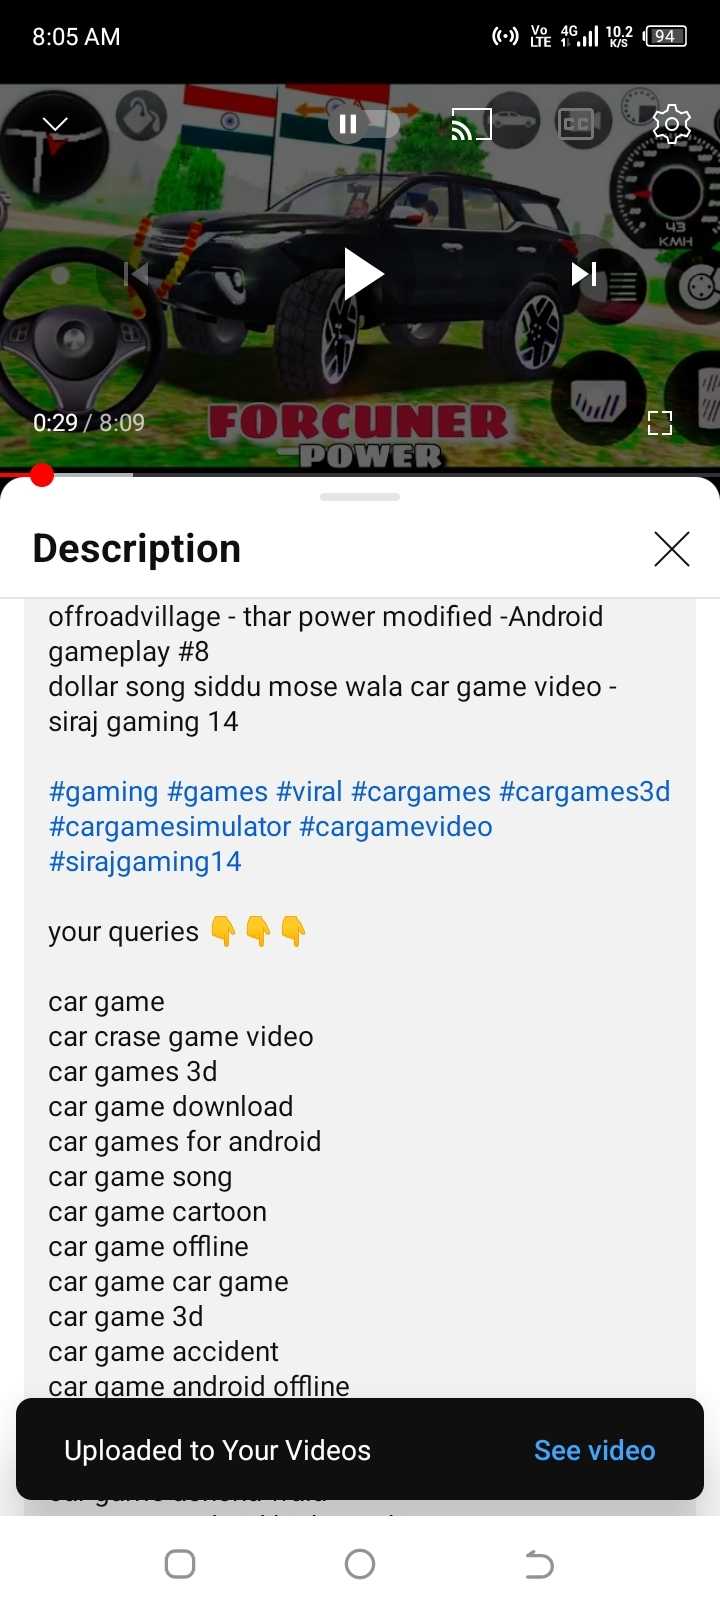 8:05 AM
Vo LTE 4G 10.2 K/S 94
CC
43
KMH
0:29 / 8:09
FORCUNER
POWER
Description
offroadvillage - thar power modified -Android
gameplay #8
dollar song siddu mose wala car game video -
siraj gaming 14
#gaming #games #viral #cargames #cargames3d
#cargamesimulator #cargamevideo
#sirajgaming14
your queries 👇👇👇
car game
car crase game video
car games 3d
car game download
car games for android
car game song
car game cartoon
car game offline
car game car game
car game 3d
car game accident
car game android offline
Uploaded to Your Videos
See video